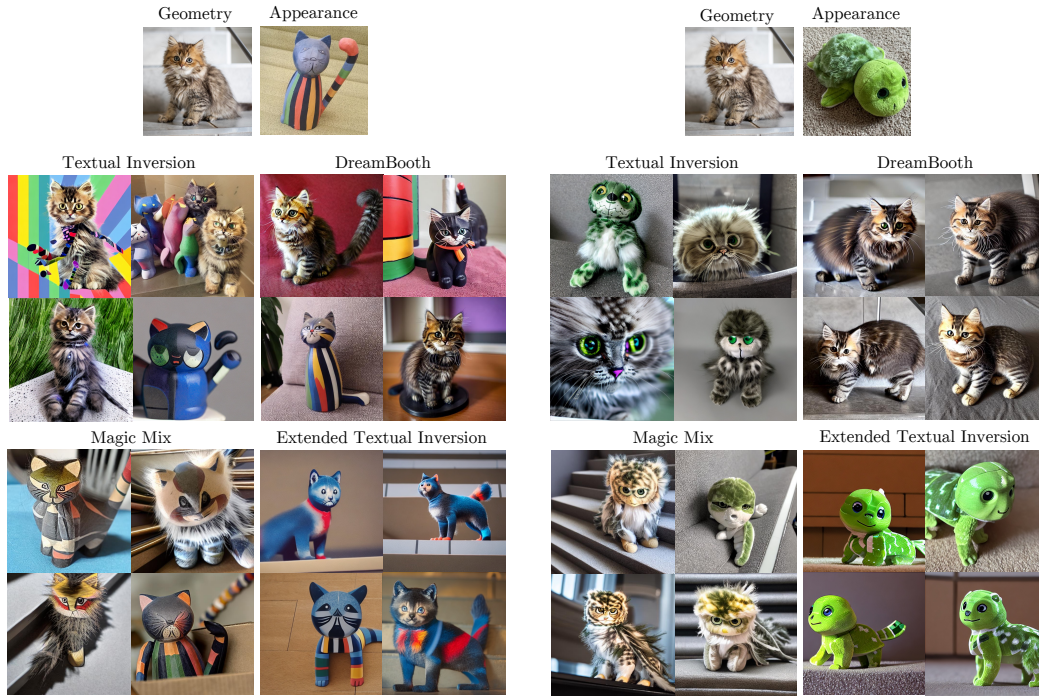 Geometry Appearance
Textual Inversion DreamBooth
Magic Mix Extended Textual Inversion
Geometry Appearance
Textual Inversion DreamBooth
Magic Mix Extended Textual Inversion